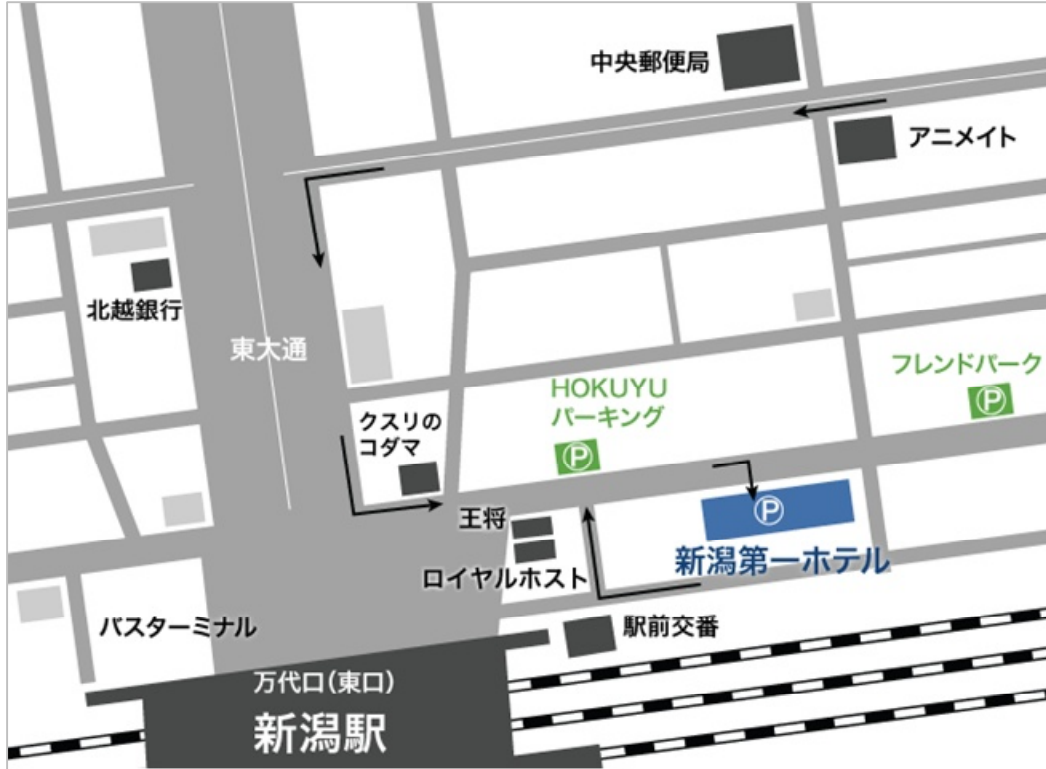 中央郵便局
アニメイト
北越銀行
東大通
フレンドパーク
P
HOKUYU
パーキング
P
クスリの
コダマ
王将
P
新潟第一ホテル
ロイヤルホスト
駅前交番
バスターミナル
万代口(東口)
新潟駅